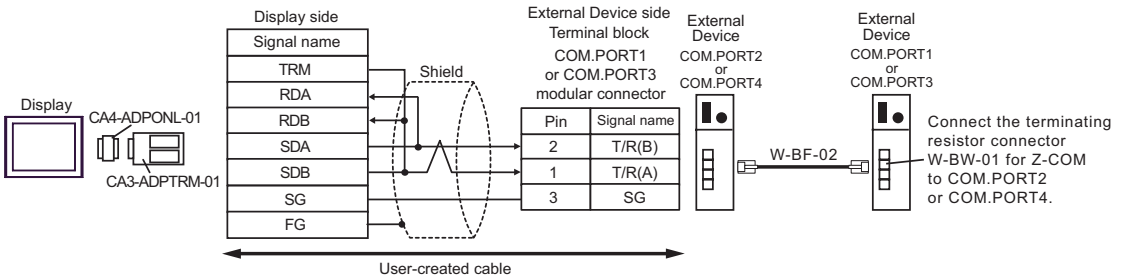 Display
CA4-ADPONL-01
CA3-ADPTRM-01
Display side
Signal name
TRM
RDA
RDB
SDA
SDB
SG
FG
Shield
External Device side
Terminal block
COM.PORT1
or COM.PORT3
modular connector
Pin Signal name
2 T/R(B)
1 T/R(A)
3 SG
User-created cable
External
Device
COM.PORT2
or
COM.PORT4
W-BF-02
External
Device
COM.PORT1
or
COM.PORT3
Connect the terminating
resistor connector
W-BW-01 for Z-COM
to COM.PORT2
or COM.PORT4.